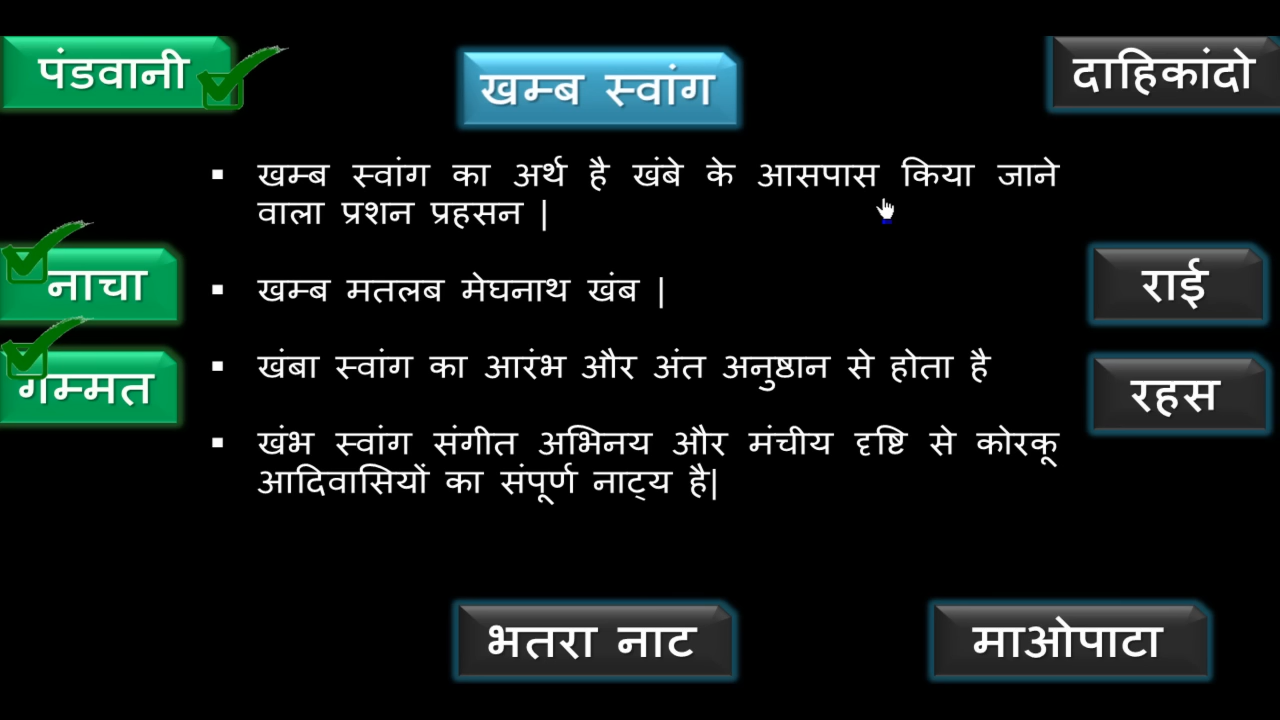 पंडवानी
खम्ब स्वांग
दाहिकांदो
▪ खम्ब स्वांग का अर्थ है खंबे के आसपास किया जाने
वाला प्रशन प्रहसन |
▪ खम्ब मतलब मेघनाथ खंब |
नाचा
राई
▪ खंबा स्वांग का आरंभ और अंत अनुष्ठान से होता है
गम्मत
रहस
▪ खंभ स्वांग संगीत अभिनय और मंचीय दृष्टि से कोरकू
आदिवासियों का संपूर्ण नाट्य है|
भतरा नाट
माओपाटा